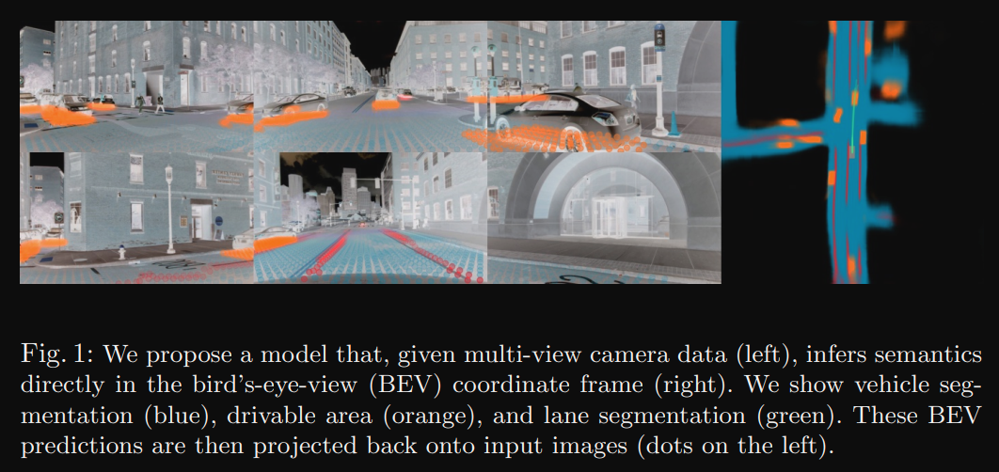 Fig. 1: We propose a model that, given multi-view camera data (left), infers semantics
directly in the bird's-eye-view (BEV) coordinate frame (right). We show vehicle seg-
mentation (blue), drivable area (orange), and lane segmentation (green). These BEV
predictions are then projected back onto input images (dots on the left).